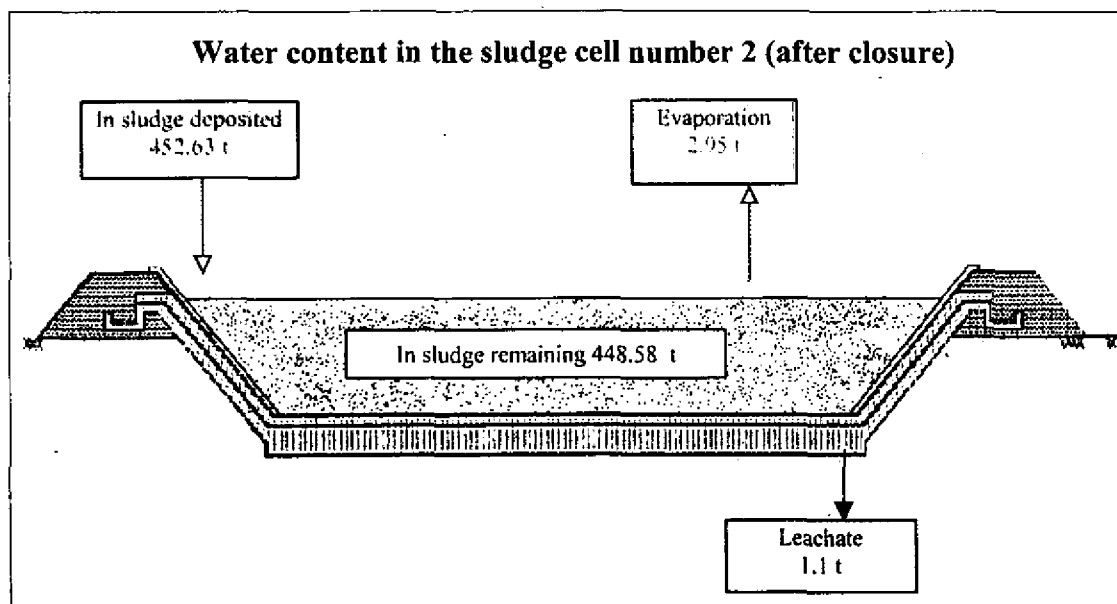 Water content in the sludge cell number 2 (after closure)
In sludge deposited
452.63 t
Evaporation
2.95 t
In sludge remaining 448.58 t
Leachate
1.1 t